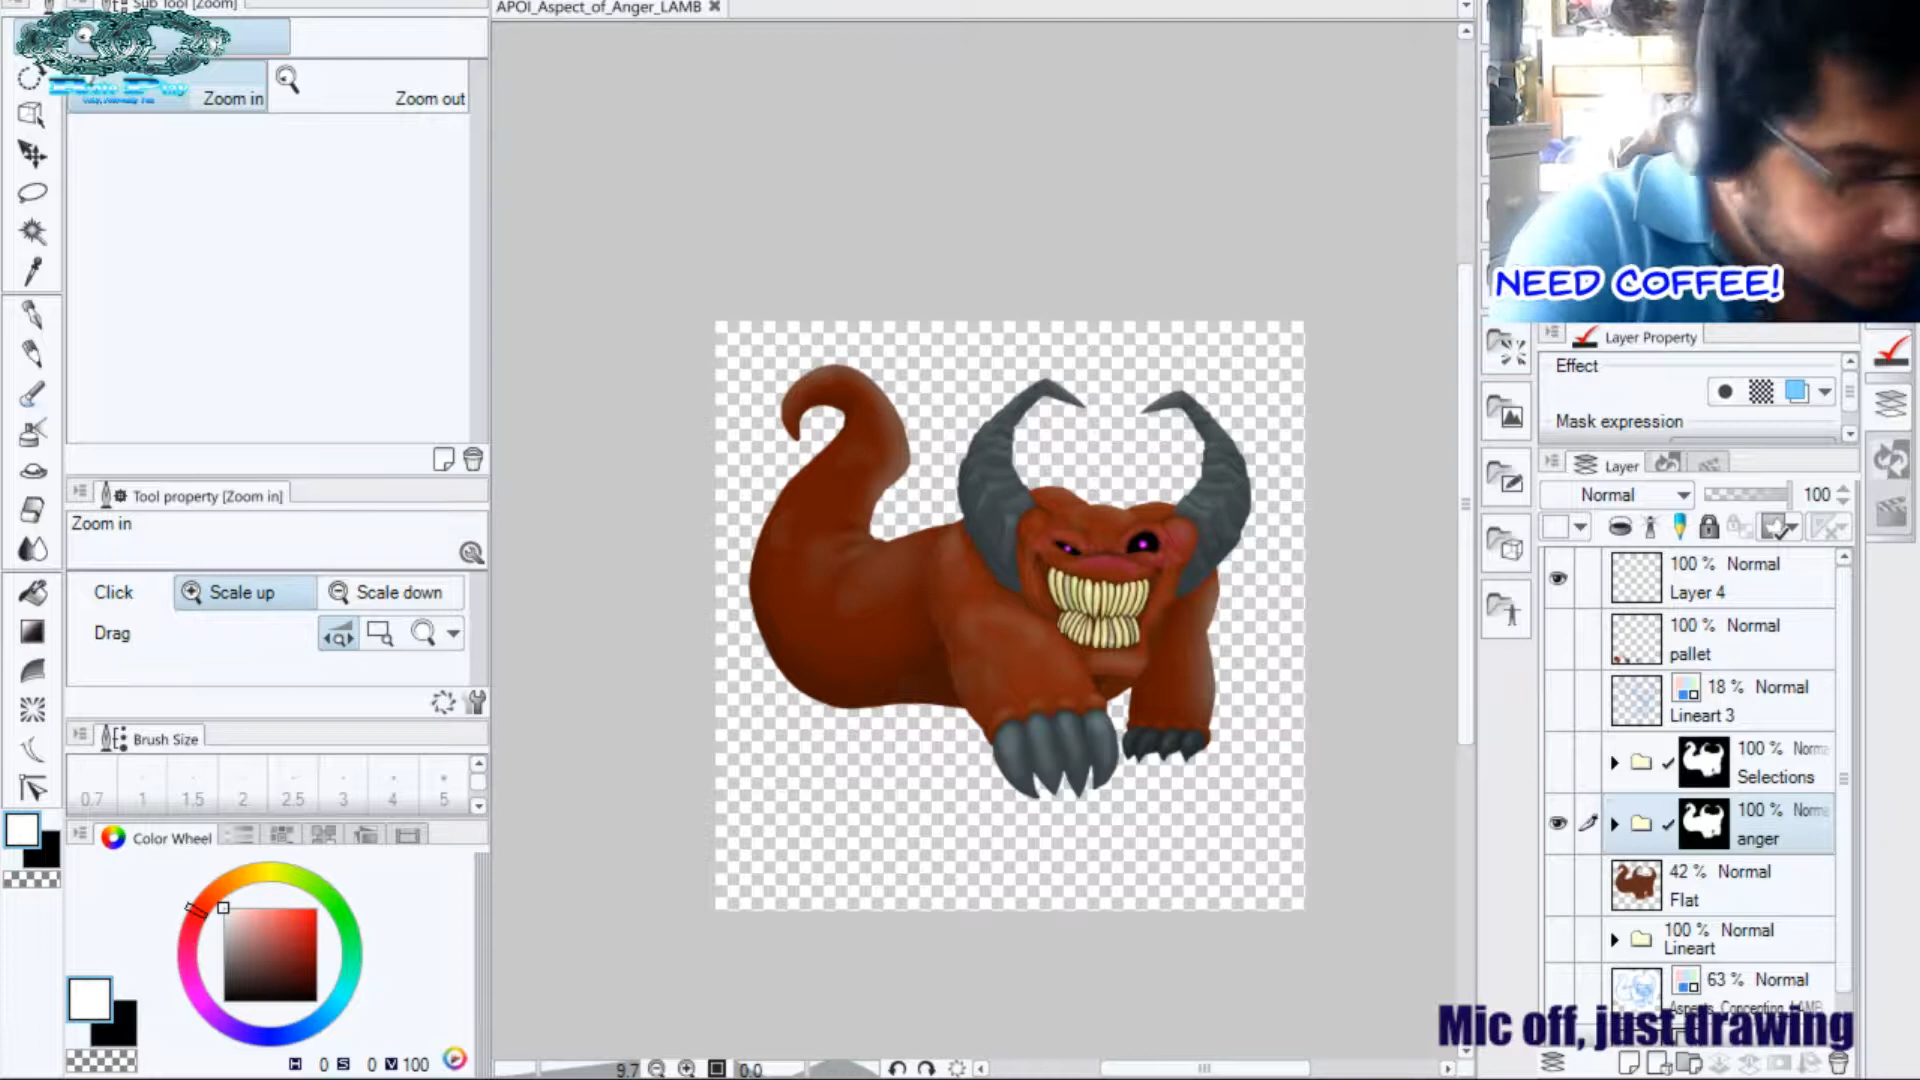 Sub Tool [Zoom]
APOI_Aspect_of_Anger_LAMB
Zoom in
Zoom out
NEED COFFEE!
Tool property [Zoom in]
Zoom in
Click
Scale up
Scale down
Drag
Brush Size
0.7 1 1.5 2 2.5 3 4 5
Color Wheel
H 0 S 0 V 100
9.7
0.0
Layer Property
Effect
Mask expression
Layer
Normal
100
100 % Normal
Layer 4
100 % Normal
pallet
18 % Normal
Lineart 3
100 % Norma
Selections
100 % Norma
anger
42 % Normal
Flat
100 % Normal
Lineart
63 % Normal
Mic off, just drawing